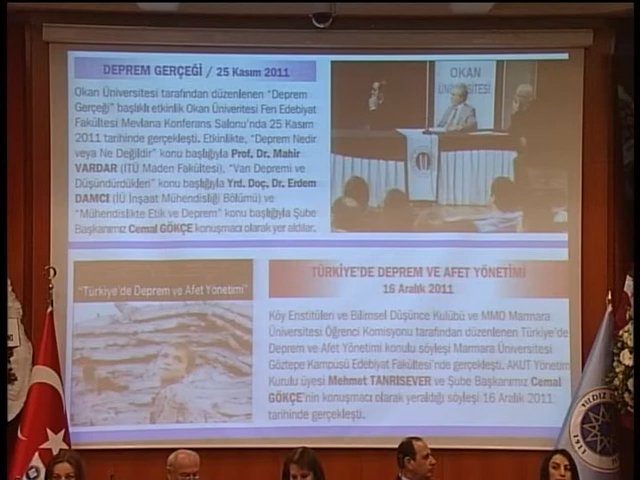 DEPREM GERÇEĞİ / 25 Kasım 2011
Okan Üniversitesi tarafından düzenlenen "Deprem
Gerçeği" başlıklı etkinlik Okan Üniveritesi Fen Edebiyat
Fakültesi Mevlana Konferans Salonu'nda 25 Kasım
2011 tarihinde gerçekleşti. Etkinlikte, "Deprem Nedir
veya Ne Değildir" konu başlığıyla Prof. Dr. Mahir
VARDAR (İTÜ Maden Fakültesi), "Van Depremi ve
Düşündürdükleri" konu başlığıyla Yrd. Doç. Dr. Erdem
DAMCI (İÜ İnşaat Mühendisliği Bölümü) ve
"Mühendislikte Etik ve Deprem" konu başlığıyla Şube
Başkanımız Cemal GÖKÇE konuşmacı olarak yer aldılar.
OKAN
ÜNİVERSİTESİ
"Türkiye'de Deprem ve Afet Yönetimi"
TÜRKİYE'DE DEPREM VE AFET YÖNETİMİ
16 Aralık 2011
Köy Enstitüleri ve Bilimsel Düşünce Kulübü ve MMO Marmara
Üniversitesi Öğrenci Komisyonu tarafından düzenlenen Türkiye'de
Deprem ve Afet Yönetimi konulu söyleşi Marmara Üniversitesi
Göztepe Kampüsü Edebiyat Fakültesi'nde gerçekleşti. AKUT Yönetim
Kurulu üyesi Mehmet TANRISEVER ve Şube Başkanımız Cemal
GÖKÇE'nin konuşmacı olarak yeraldığı söyleşi 16 Aralık 2011
tarihinde gerçekleşti.
YILDIZ